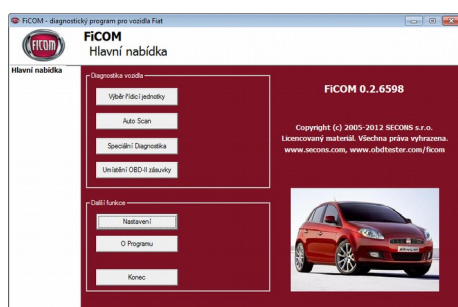 FiCOM - diagnostický program pro vozidla Fiat
FICOM
FiCOM
Hlavní nabídka
Hlavní nabídka
Diagnostika vozidla
Výběr řídicí jednotky
Auto Scan
Speciální Diagnostika
Umístění OBD-II zásuvky
Další funkce
Nastavení
O Programu
Konec
FiCOM 0.2.6598
Copyright (c) 2005-2012 SECONS s.r.o.
Licencovaný materiál. Všechna práva vyhrazena.
www.secons.com, www.obdtester.com/ficom